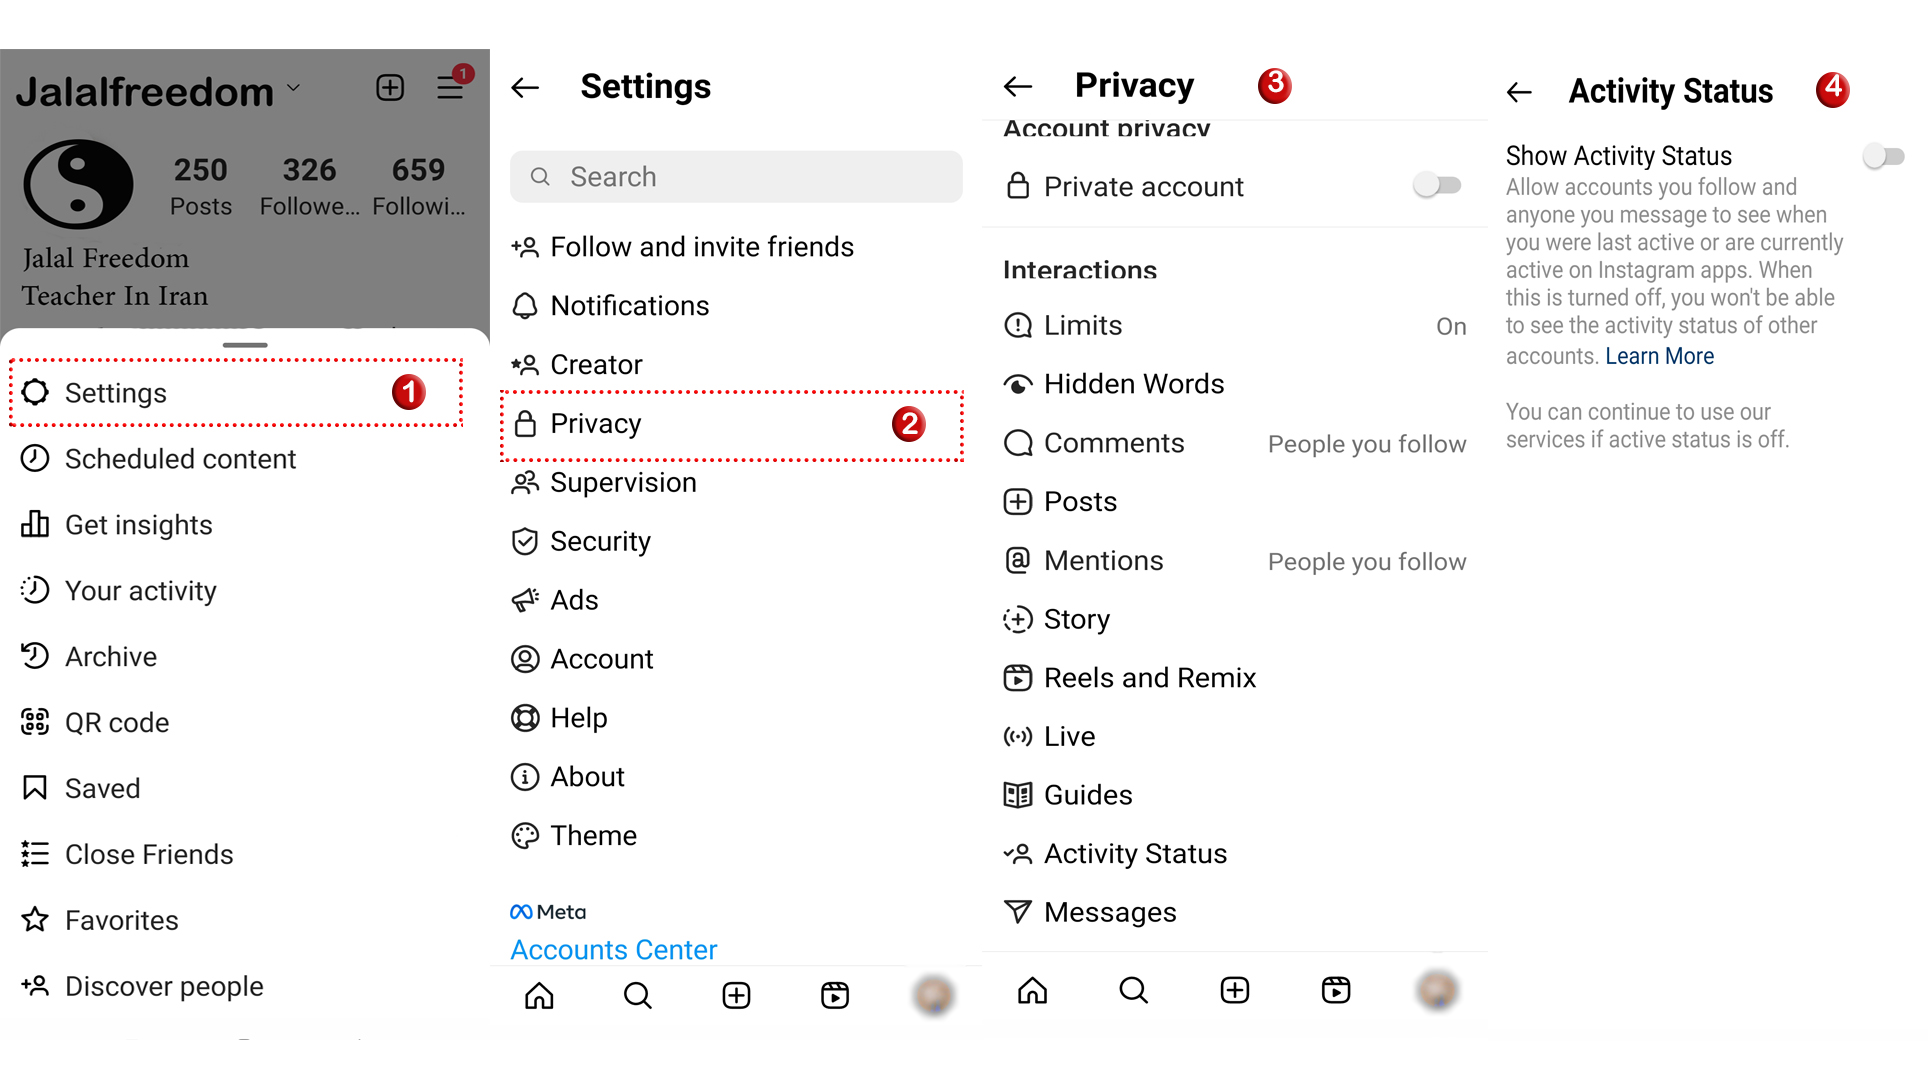 Jalalfreedom
1
250 326 659
Posts Followe... Followi...
Jalal Freedom
Teacher In Iran
Settings 1
Scheduled content
Get insights
Your activity
Archive
QR code
Saved
Close Friends
Favorites
Discover people
Settings
Search
Follow and invite friends
Notifications
Creator
Privacy 2
Supervision
Security
Ads
Account
Help
About
Theme
Meta
Accounts Center
Privacy 3
Account privacy
Private account
Interactions
Limits On
Hidden Words
Comments People you follow
Posts
Mentions People you follow
Story
Reels and Remix
Live
Guides
Activity Status
Messages
Activity Status 4
Show Activity Status
Allow accounts you follow and
anyone you message to see when
you were last active or are currently
active on Instagram apps. When
this is turned off, you won't be able
to see the activity status of other
accounts. Learn More
You can continue to use our
services if active status is off.